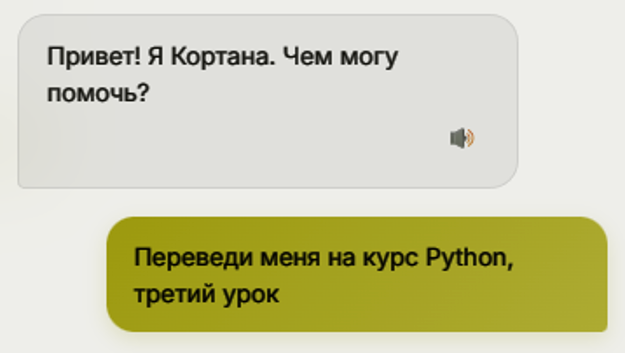 Привет! Я Кортана. Чем могу
помочь?
Переведи меня на курс Python,
третий урок